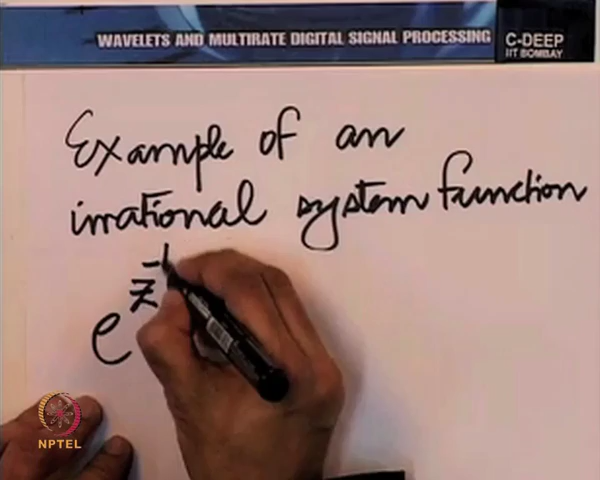 WAVELETS AND MULTIRATE DIGITAL SIGNAL PROCESSING
C-DEEP
IIT BOMBAY
Example of an
irrational system function
e^{z^{-1}}
NPTEL